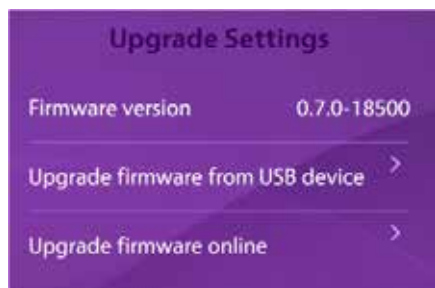 Upgrade Settings
Firmware version 0.7.0-18500
Upgrade firmware from USB device >
Upgrade firmware online >